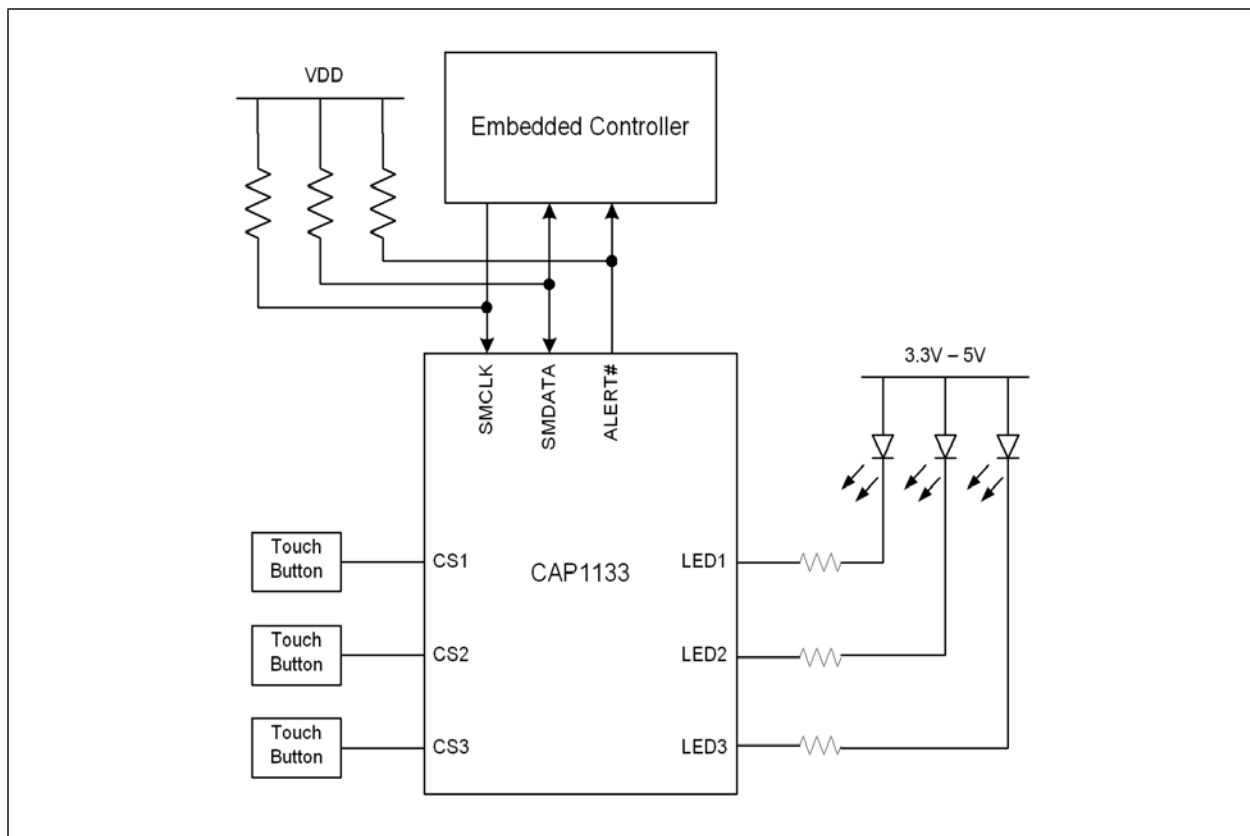 VDD
Embedded Controller
3.3V – 5V
SMCLK
SMDATA
ALERT#
Touch
Button
CS1
CAP1133
LED1
Touch
Button
CS2
LED2
Touch
Button
CS3
LED3